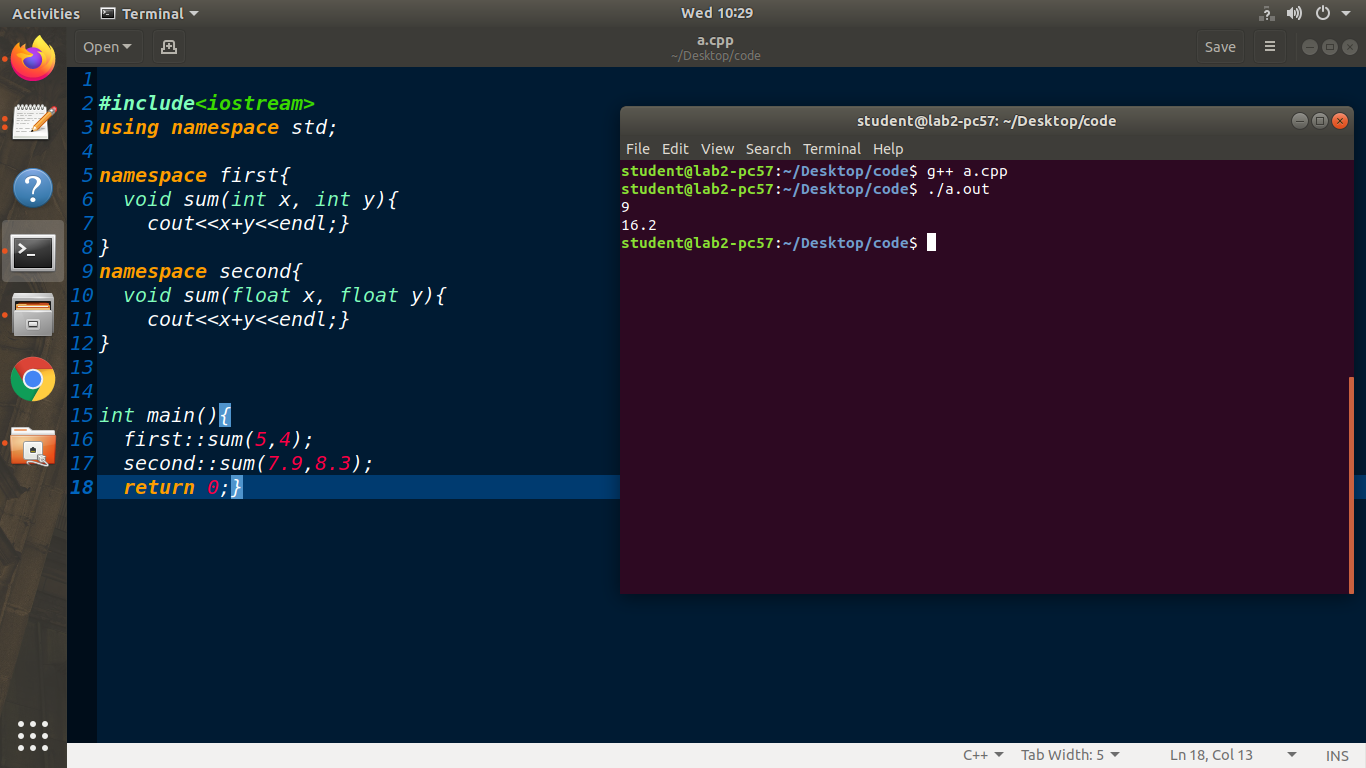 Activities Terminal Wed 10:29
Open a.cpp Save
~/Desktop/code
1
2 #include<iostream>
3 using namespace std;
4
5 namespace first{
6   void sum(int x, int y){
7     cout<<x+y<<endl;}
8 }
9 namespace second{
10   void sum(float x, float y){
11     cout<<x+y<<endl;}
12 }
13
14
15 int main(){
16   first::sum(5,4);
17   second::sum(7.9,8.3);
18   return 0;}
student@lab2-pc57: ~/Desktop/code
File Edit View Search Terminal Help
student@lab2-pc57:~/Desktop/code$ g++ a.cpp
student@lab2-pc57:~/Desktop/code$ ./a.out
9
16.2
student@lab2-pc57:~/Desktop/code$
C++ Tab Width: 5 Ln 18, Col 13 INS